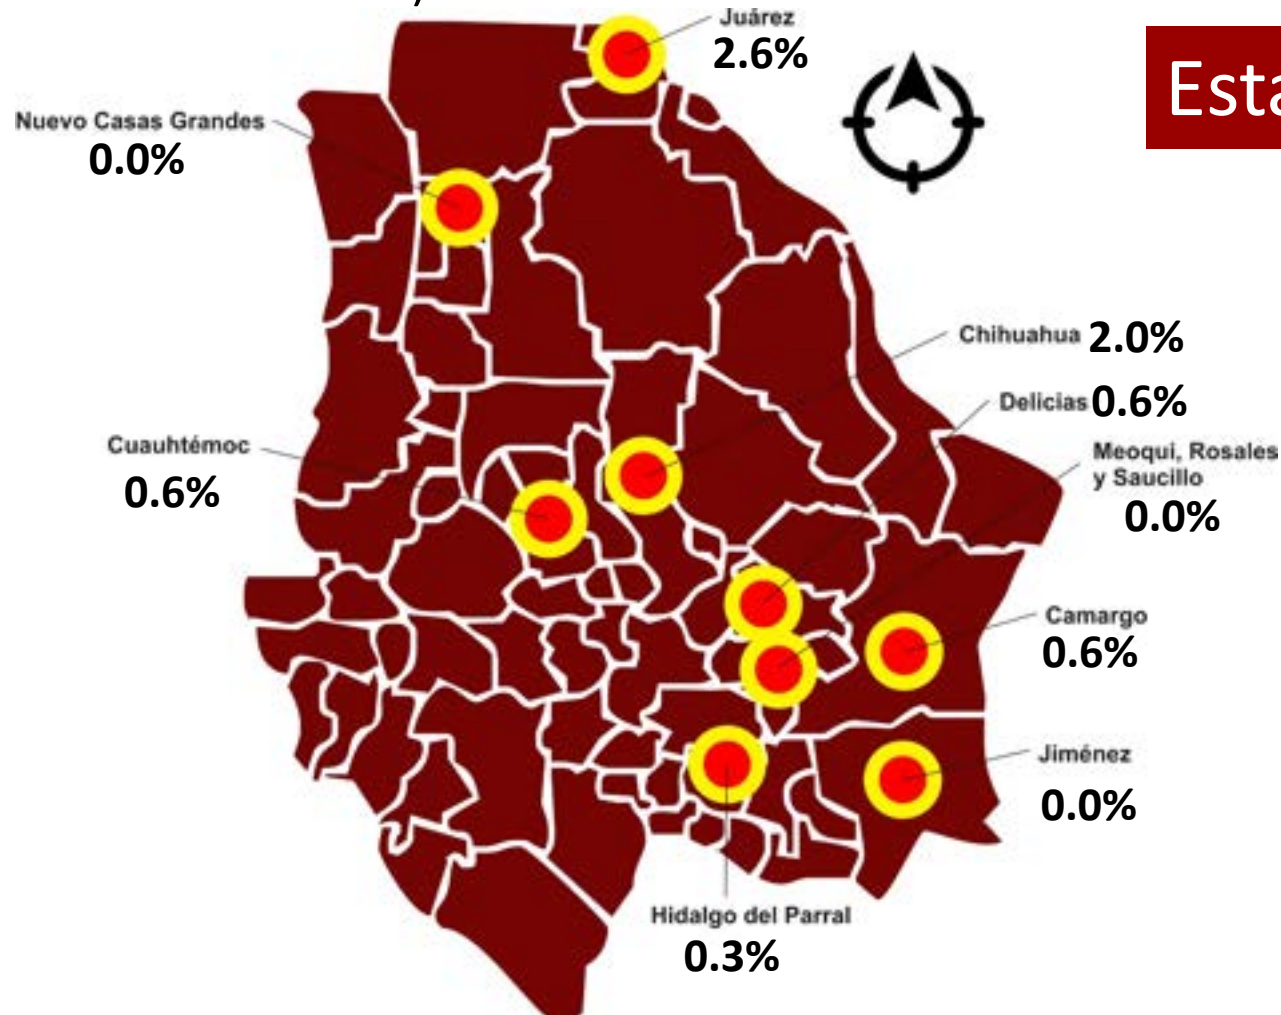 Juárez
2.6%
Esta
Nuevo Casas Grandes
0.0%
Chihuahua 2.0%
Delicias 0.6%
Cuauhtémoc
0.6%
Meoqui, Rosales
y Saucillo
0.0%
Camargo
0.6%
Jiménez
0.0%
Hidalgo del Parral
0.3%